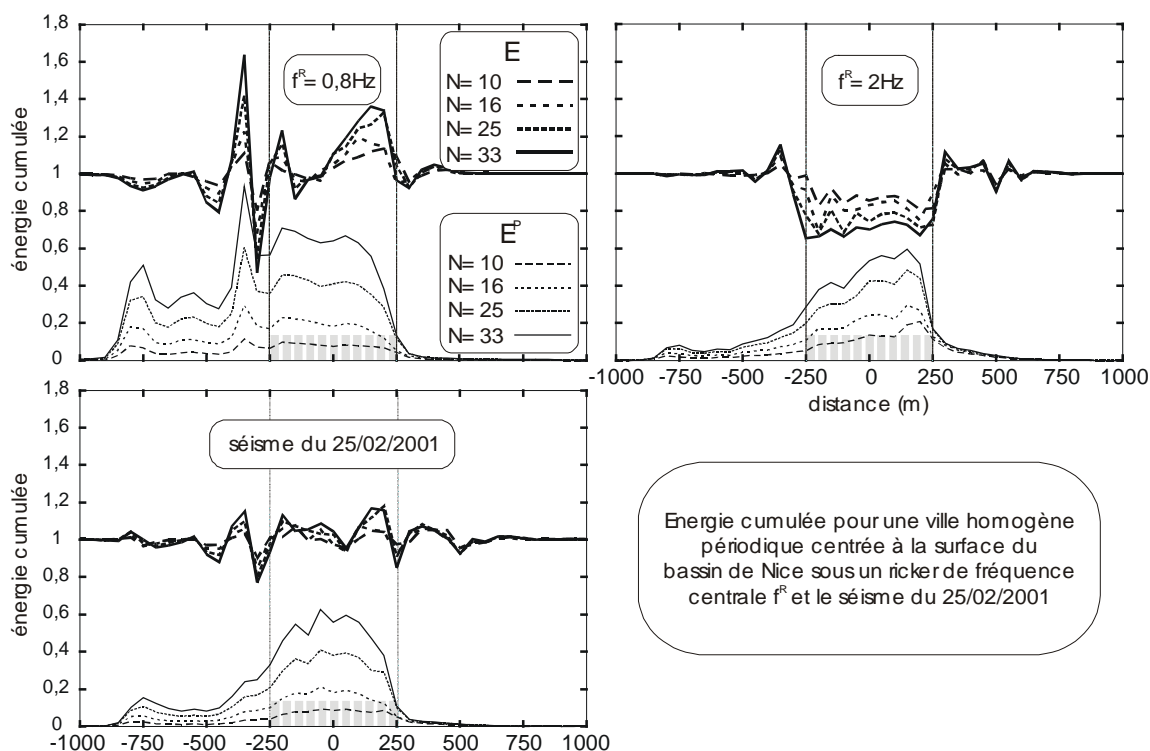 1,8
1,6
1,4
1,2
1
0,8
0,6
0,4
0,2
0
énergie cumulée
f^R= 0,8Hz
E
N= 10
N= 16
N= 25
N= 33
E^P
N= 10
N= 16
N= 25
N= 33
f^R= 2Hz
-1000 -750 -500 -250 0 250 500 750 1000
distance (m)
1,8
1,6
1,4
1,2
1,0
0,8
0,6
0,4
0,2
0
énergie cumulée
séisme du 25/02/2001
-1000 -750 -500 -250 0 250 500 750 1000
Energie cumulée pour une ville homogène
périodique centrée à la surface du
bassin de Nice sous un ricker de fréquence
centrale f^R et le séisme du 25/02/2001